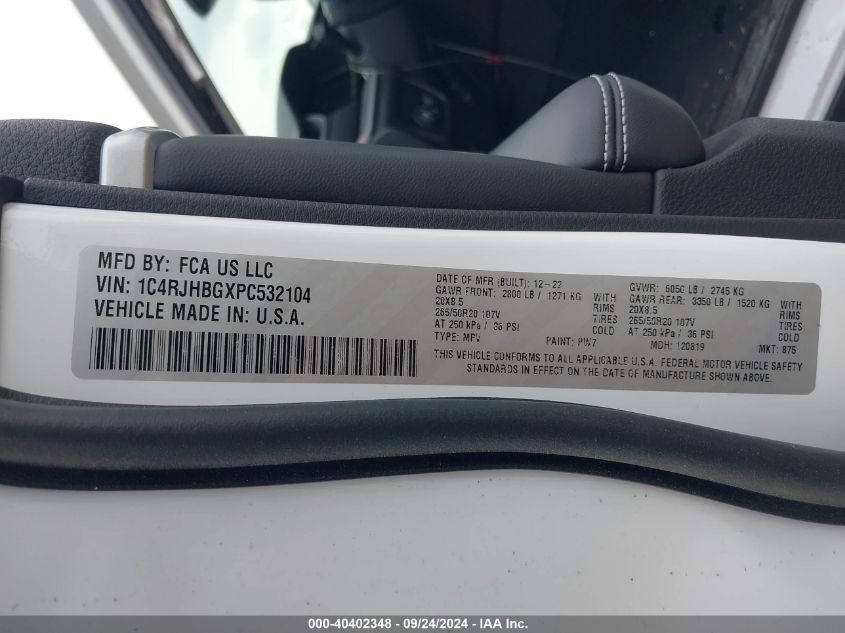 MFD BY: FCA US LLC
VIN: 1C4RJHBGXPC532104
VEHICLE MADE IN: U.S.A.
DATE OF MFR (BUILT): 12-22
GAWR FRONT: 2800 LB / 1271 KG WITH
20X8.5 RIMS
265/50R20 107V TIRES
AT 250 kPa / 36 PSI COLD
TYPE: MPV PAINT: PW7
GVWR: 6050 LB / 2745 KG
GAWR REAR: 3350 LB / 1520 KG WITH
20X8.5 RIMS
265/50R20 107V TIRES
AT 250 kPa / 36 PSI COLD
MDH: 120819 MKT: 875
THIS VEHICLE CONFORMS TO ALL APPLICABLE U.S.A. FEDERAL MOTOR VEHICLE SAFETY
STANDARDS IN EFFECT ON THE DATE OF MANUFACTURE SHOWN ABOVE.
000-40402348 - 09/24/2024 - IAA Inc.